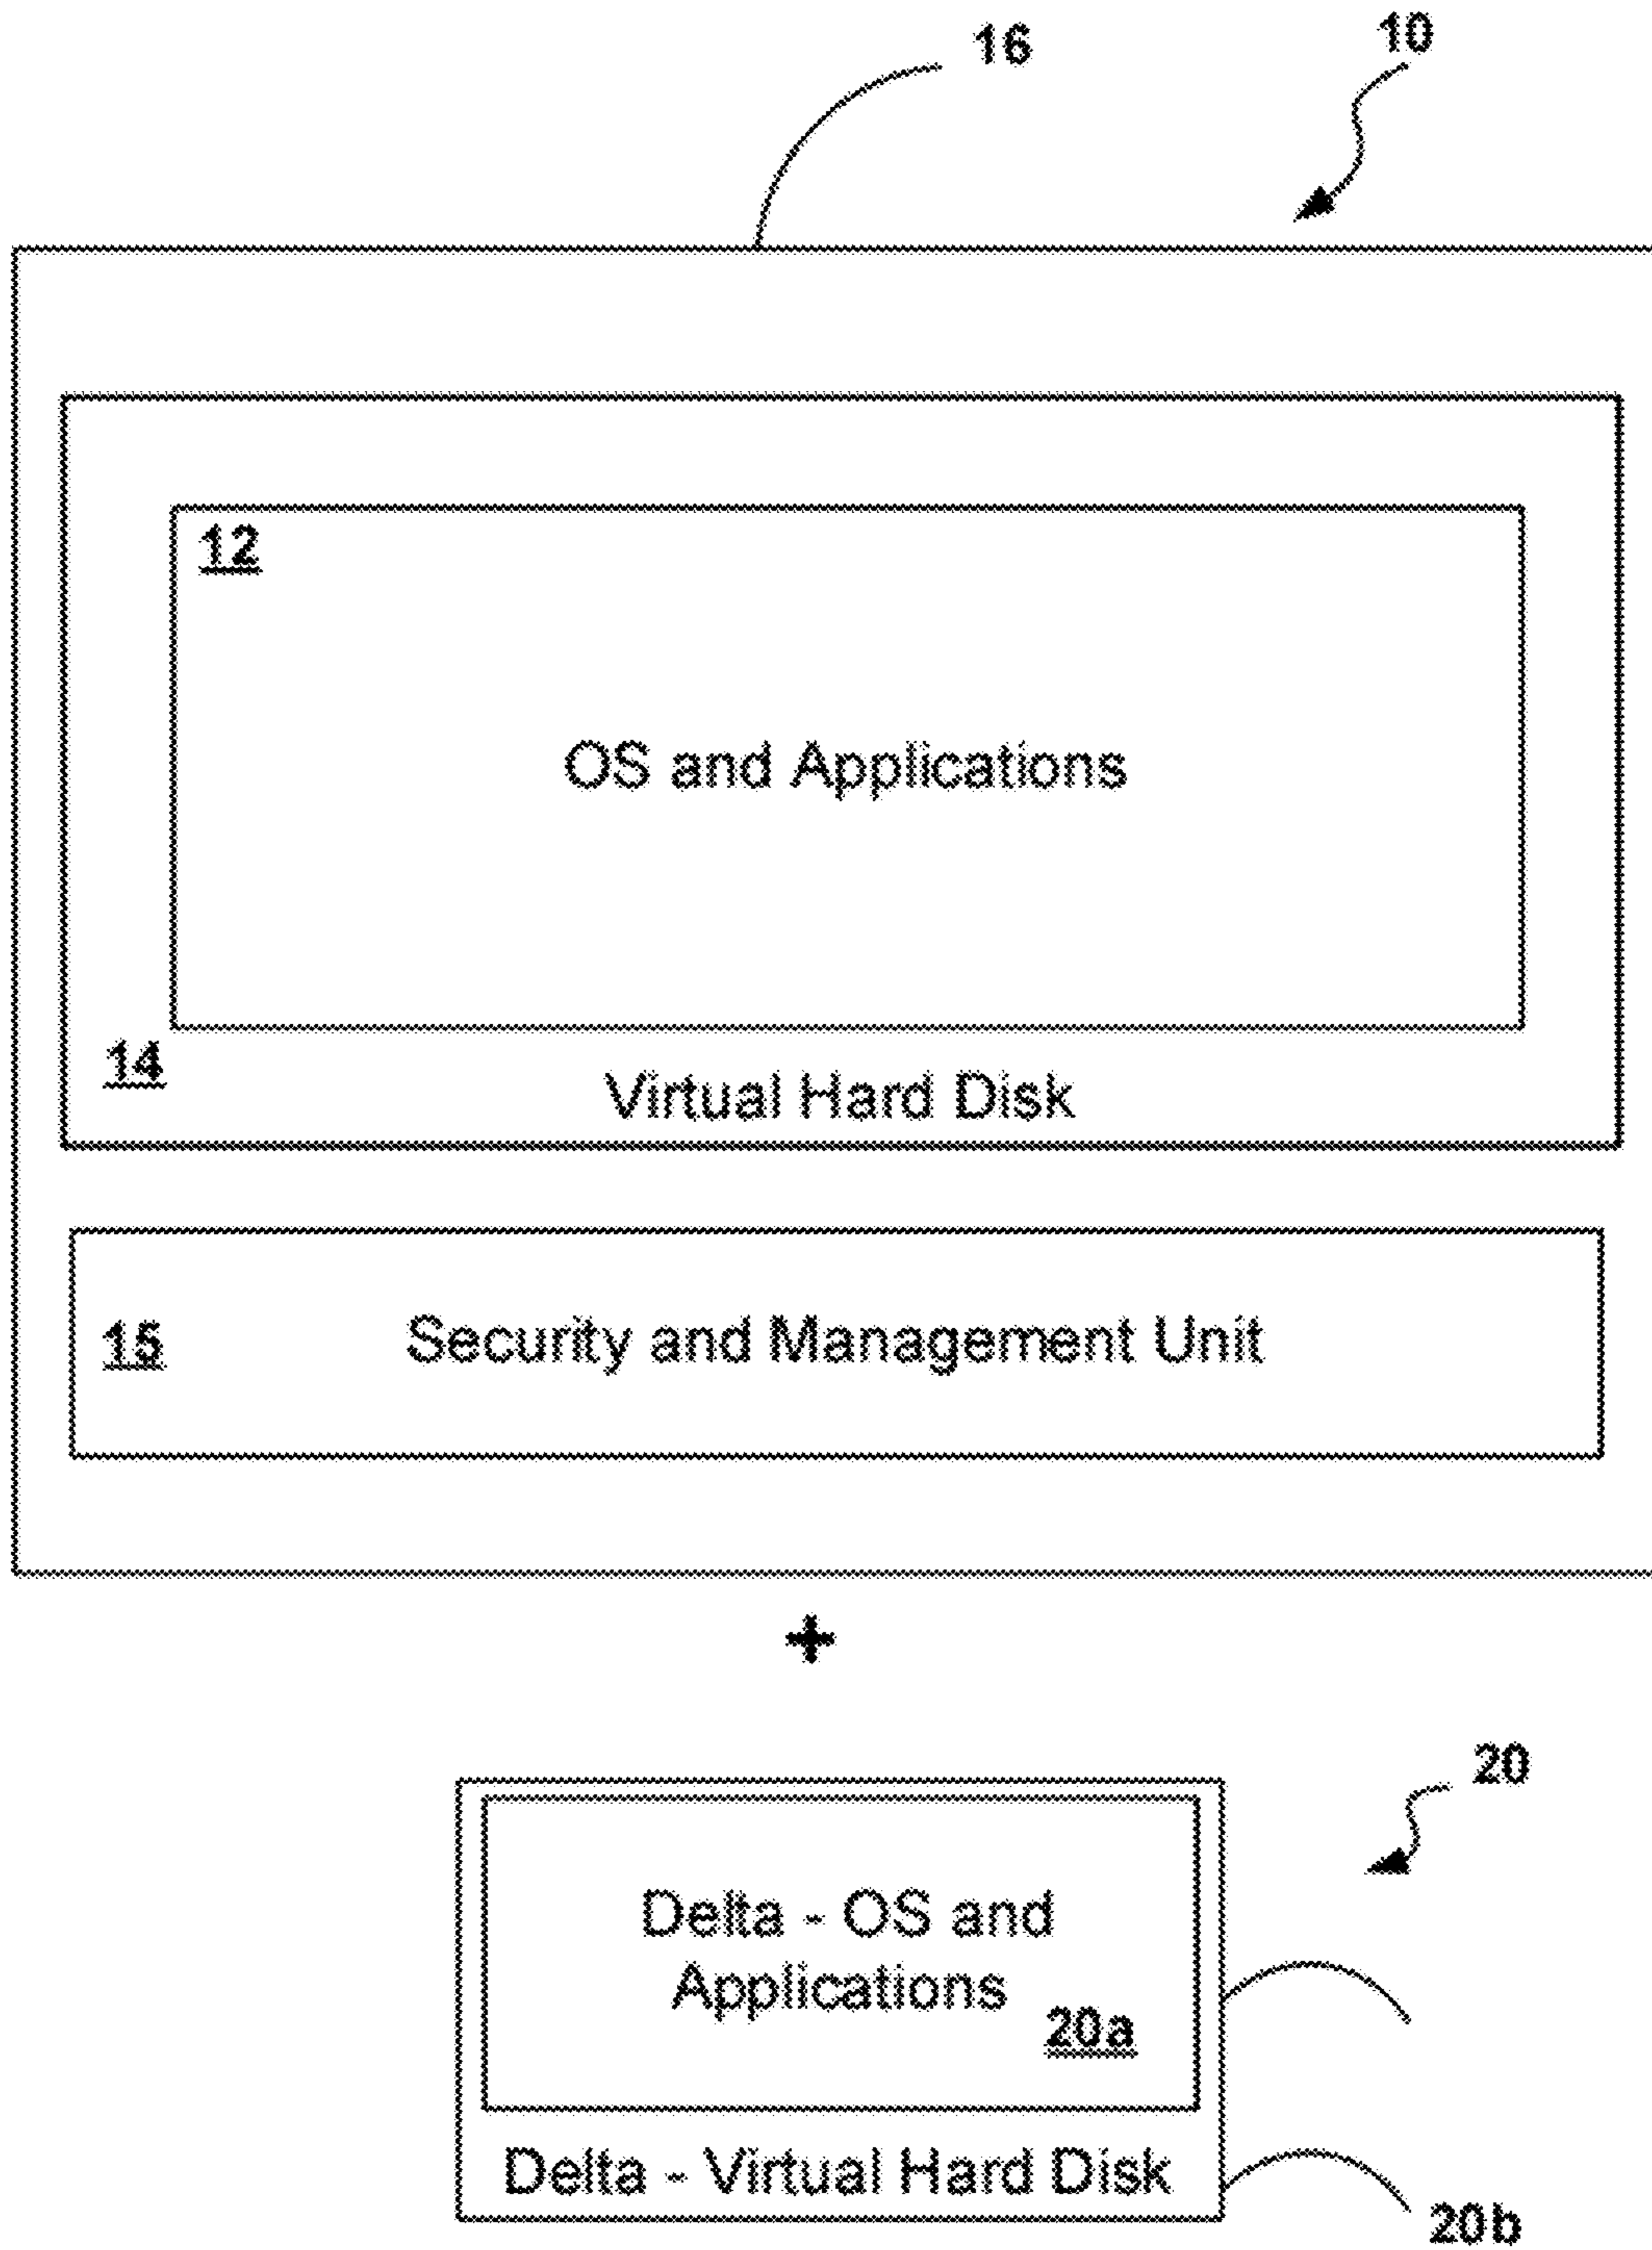 16
10
12
OS and Applications
14
Virtual Hard Disk
15 Security and Management Unit
+
20
Delta - OS and
Applications
20a
Delta - Virtual Hard Disk
20b